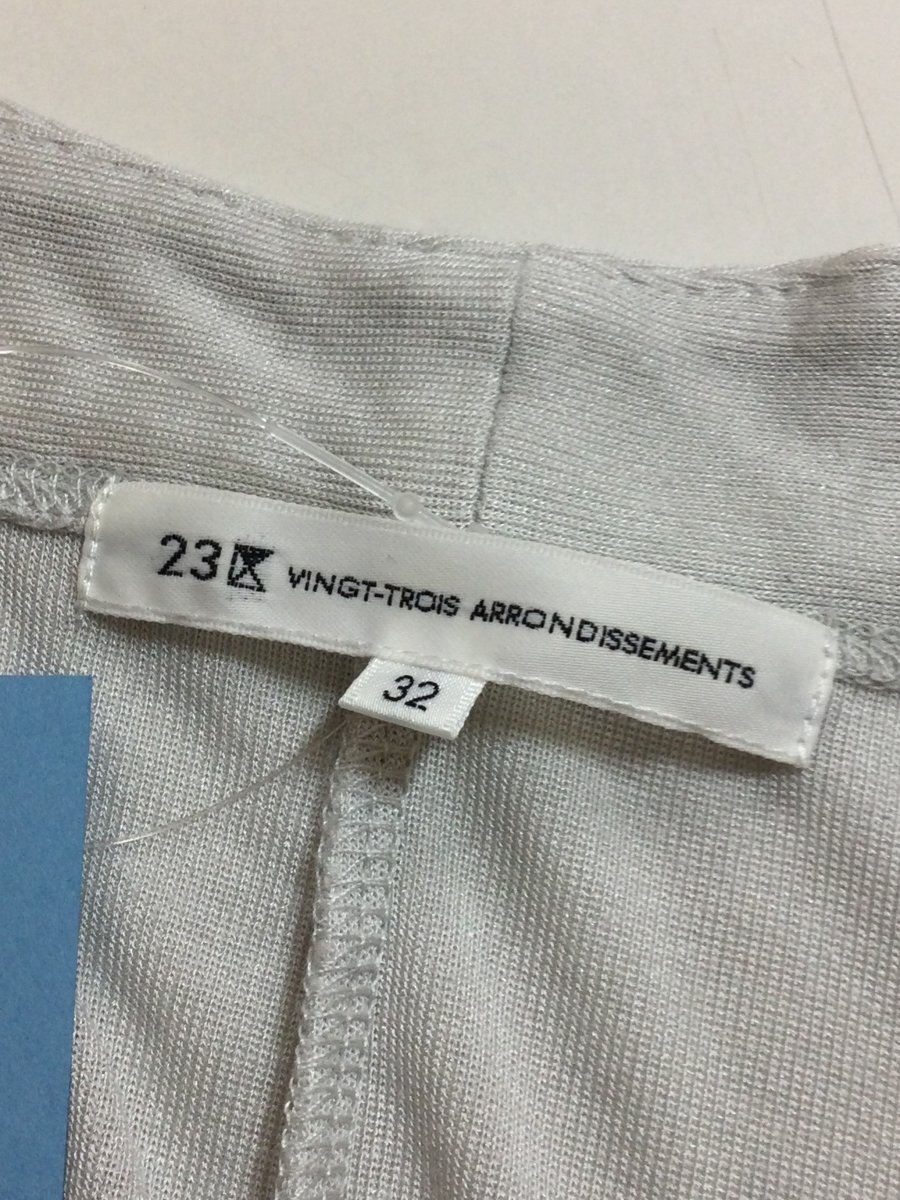 23区 VINGT-TROIS ARRONDISSEMENTS
32